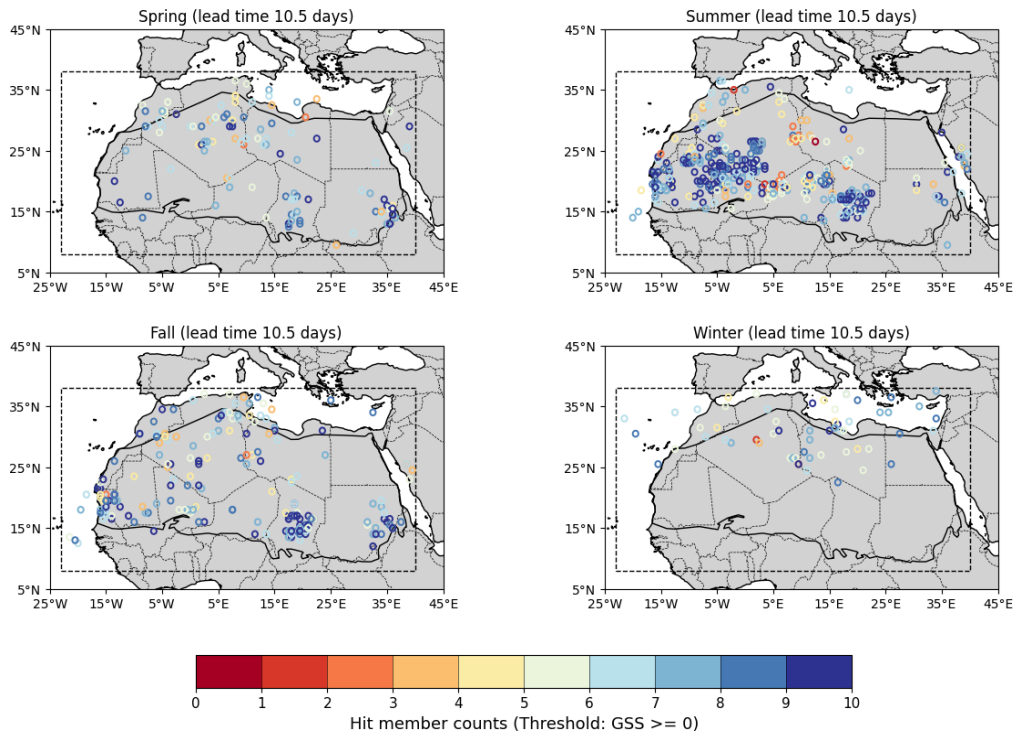 Spring (lead time 10.5 days)
Summer (lead time 10.5 days)
45°N
35°N
25°N
15°N
5°N
25°W 15°W 5°W 5°E 15°E 25°E 35°E 45°E
45°N
35°N
25°N
15°N
5°N
25°W 15°W 5°W 5°E 15°E 25°E 35°E 45°E
Fall (lead time 10.5 days)
Winter (lead time 10.5 days)
45°N
35°N
25°N
15°N
5°N
25°W 15°W 5°W 5°E 15°E 25°E 35°E 45°E
45°N
35°N
25°N
15°N
5°N
25°W 15°W 5°W 5°E 15°E 25°E 35°E 45°E
0 1 2 3 4 5 6 7 8 9 10
Hit member counts (Threshold: GSS >= 0)